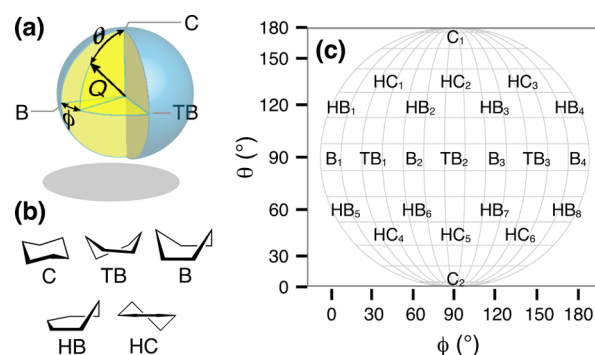 (a)
C
θ
Q
B
ϕ
TB
(b)
C TB B
HB HC
(c)
θ (°)
180
150
120
90
60
30
0
C₁
HC₁ HC₂ HC₃
HB₁ HB₂ HB₃ HB₄
B₁ TB₁ B₂ TB₂ B₃ TB₃ B₄
HB₅ HB₆ HB₇ HB₈
HC₄ HC₅ HC₆
C₂
0 30 60 90 120 150 180
ϕ (°)